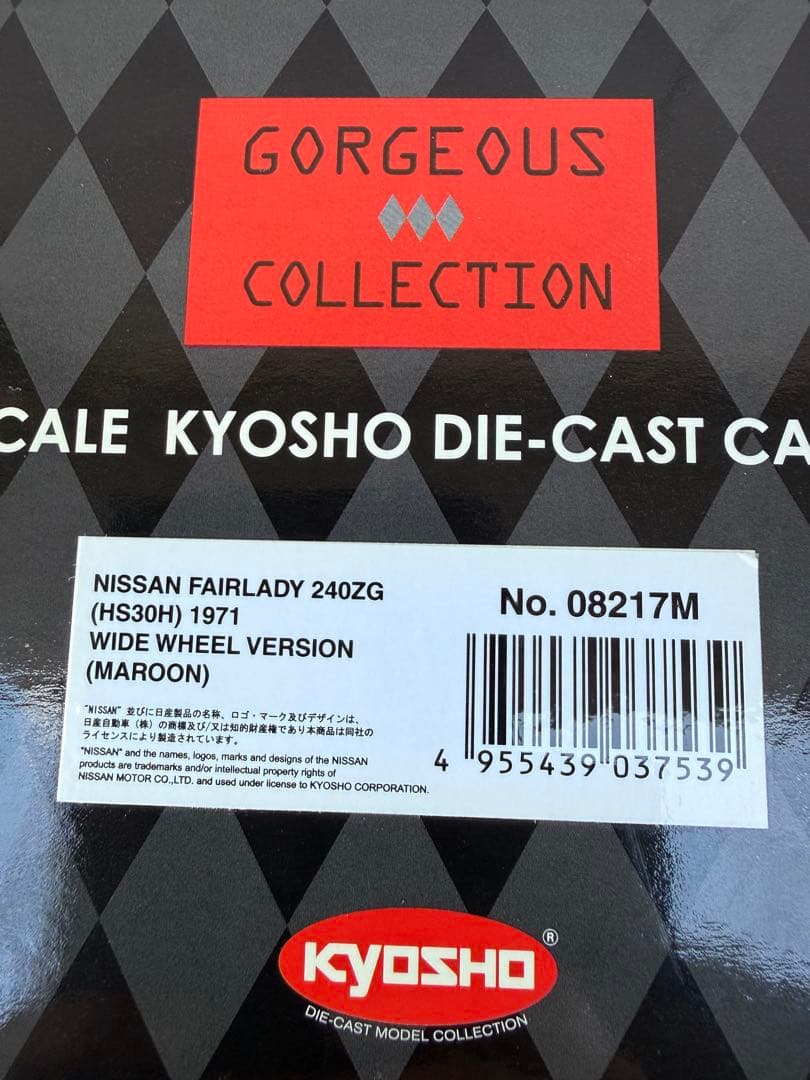 GORGEOUS
COLLECTION
CALE KYOSHO DIE-CAST CA
NISSAN FAIRLADY 240ZG
(HS30H) 1971
WIDE WHEEL VERSION
(MAROON)
No. 08217M
"NISSAN" 並びに日産製品の名称、ロゴ・マーク及びデザインは、
日産自動車（株）の商標及び/又は知的財産権であり本商品は同社の
ライセンスにより製造されています。
"NISSAN" and the names, logos, marks and designs of the NISSAN
products are trademarks and/or intellectual property rights of
NISSAN MOTOR CO.,LTD. and used under license to KYOSHO CORPORATION.
4 955439 037539
KYOSHO ®
DIE-CAST MODEL COLLECTION